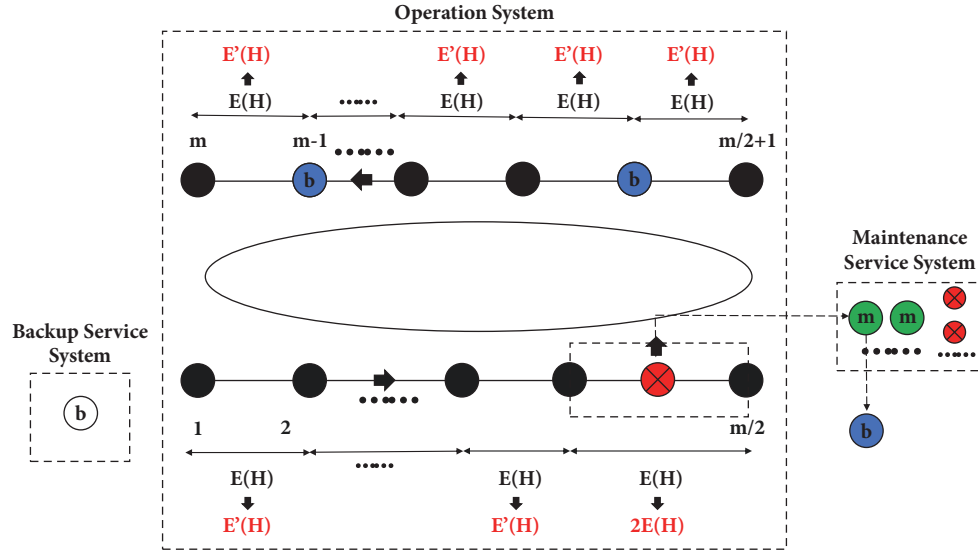 Operation System
E'(H) E'(H) E'(H) E'(H)
E(H) E(H) E(H) E(H)
m m-1 m/2+1
b b
Maintenance
Service System
m m
Backup Service
System
b
1 2 m/2
b
E(H) E(H) E(H)
E'(H) E'(H) 2E(H)